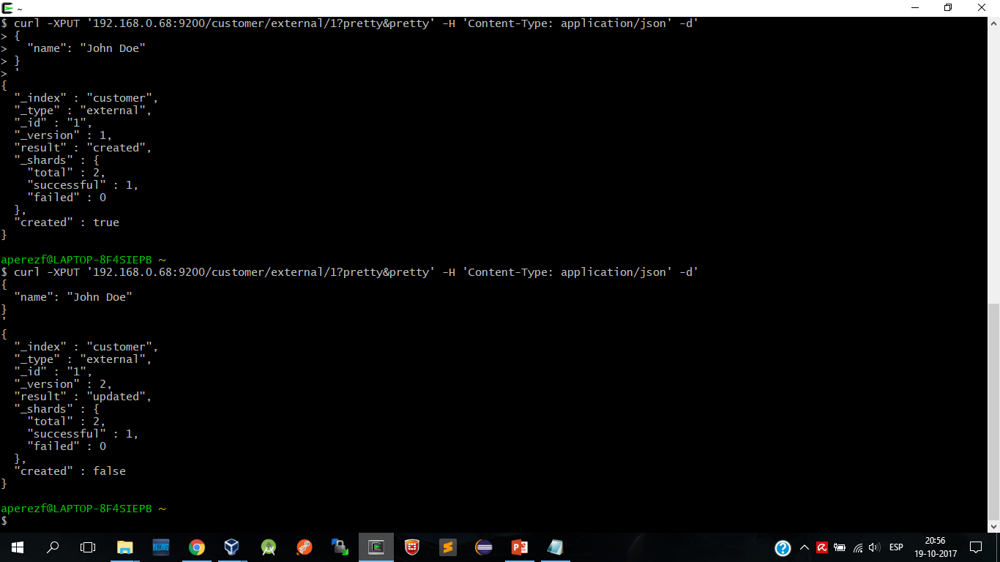 ~
$ curl -XPUT '192.168.0.68:9200/customer/external/1?pretty&pretty' -H 'Content-Type: application/json' -d'
> {
>   "name": "John Doe"
> }
> '
{
  "_index" : "customer",
  "_type" : "external",
  "_id" : "1",
  "_version" : 1,
  "result" : "created",
  "_shards" : {
    "total" : 2,
    "successful" : 1,
    "failed" : 0
  },
  "created" : true
}
aperezf@LAPTOP-8F4SIEPB ~
$ curl -XPUT '192.168.0.68:9200/customer/external/1?pretty&pretty' -H 'Content-Type: application/json' -d'
{
  "name": "John Doe"
}
'
{
  "_index" : "customer",
  "_type" : "external",
  "_id" : "1",
  "_version" : 2,
  "result" : "updated",
  "_shards" : {
    "total" : 2,
    "successful" : 1,
    "failed" : 0
  },
  "created" : false
}
aperezf@LAPTOP-8F4SIEPB ~
$
ESP
20:56
19-10-2017